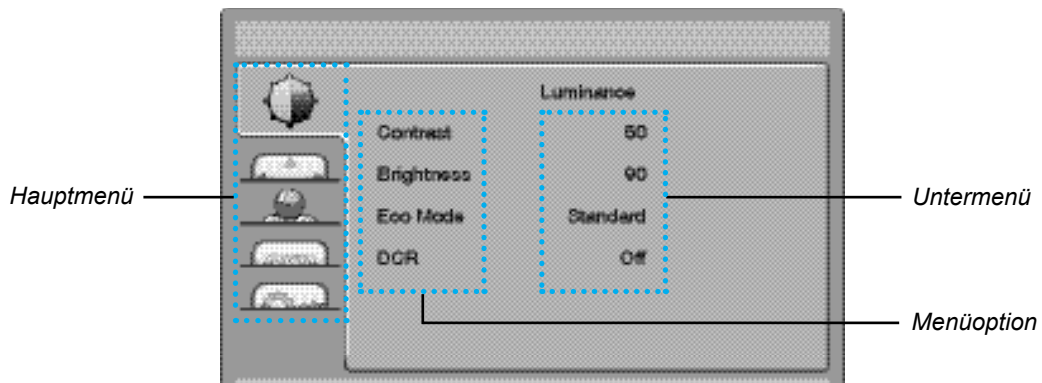 Luminance
Contrast 50
Brightness 90
Hauptmenü
Untermenü
Eco Mode Standard
DCR Off
Menüoption